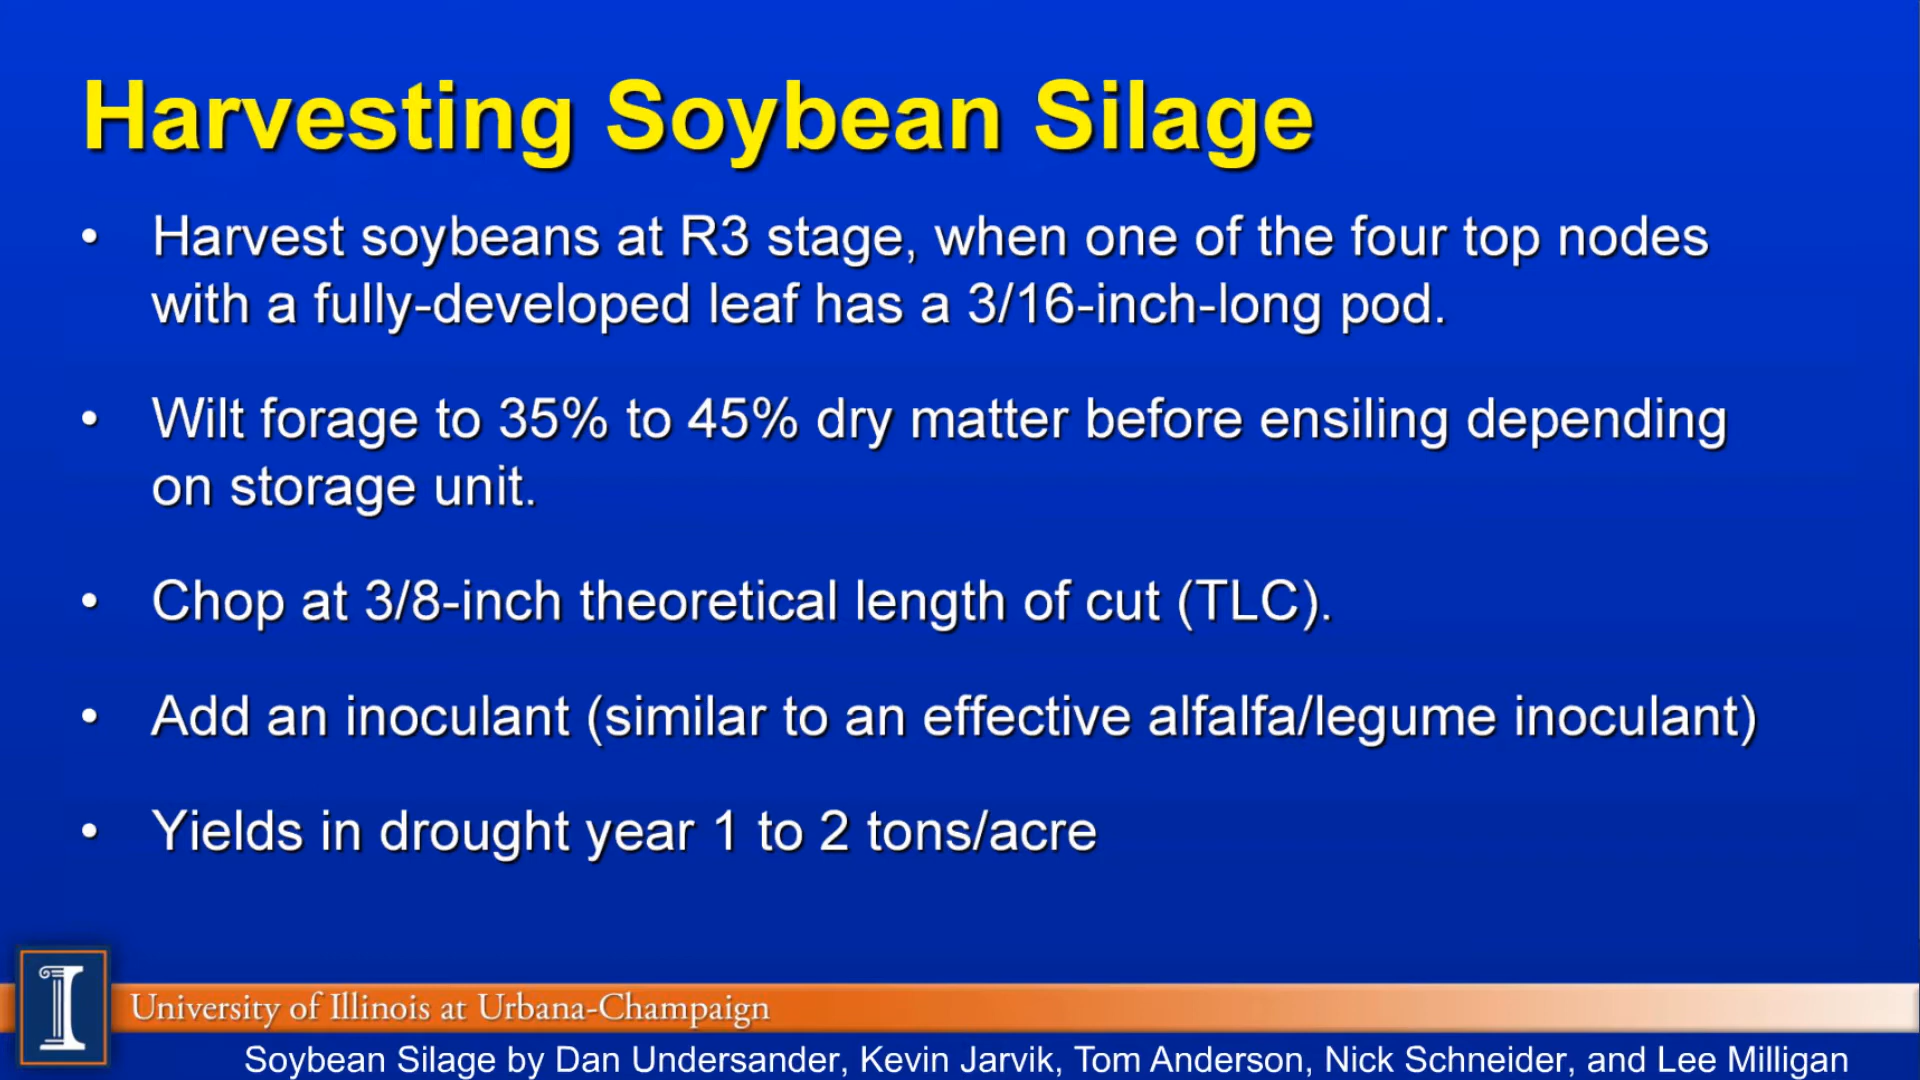 Harvesting Soybean Silage
• Harvest soybeans at R3 stage, when one of the four top nodes
with a fully-developed leaf has a 3/16-inch-long pod.
• Wilt forage to 35% to 45% dry matter before ensiling depending
on storage unit.
• Chop at 3/8-inch theoretical length of cut (TLC).
• Add an inoculant (similar to an effective alfalfa/legume inoculant)
• Yields in drought year 1 to 2 tons/acre
I
University of Illinois at Urbana-Champaign
Soybean Silage by Dan Undersander, Kevin Jarvik, Tom Anderson, Nick Schneider, and Lee Milligan